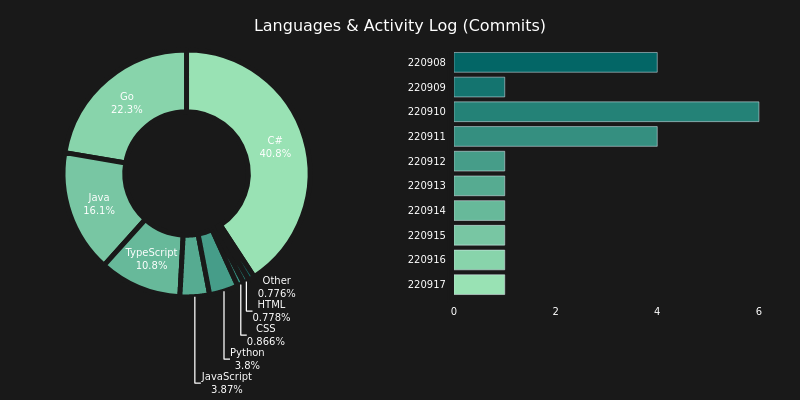 Languages & Activity Log (Commits)
Go
22.3%
C#
40.8%
Java
16.1%
TypeScript
10.8%
Other
0.776%
HTML
0.778%
CSS
0.866%
Python
3.8%
JavaScript
3.87%
220908
220909
220910
220911
220912
220913
220914
220915
220916
220917
0 2 4 6